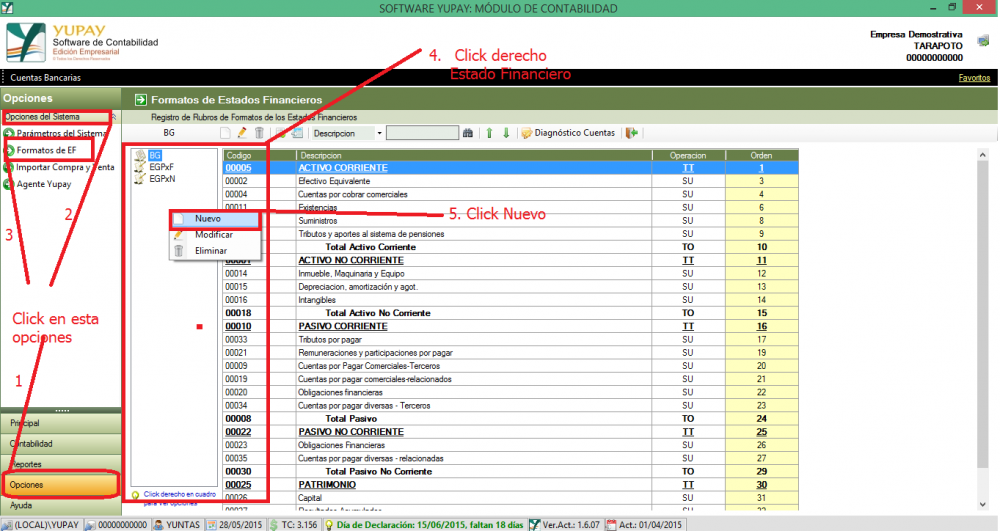 SOFTWARE YUPAY: MÓDULO DE CONTABILIDAD
YUPAY
Software de Contabilidad
Edición Empresarial
Empresa Demostrativa
TARAPOTO
00000000000
4. Click derecho
Estado Financiero
Cuentas Bancarias
Favoritos
Opciones
Formatos de Estados Financieros
Opciones del Sistema
Registro de Rubros de Formatos de los Estados Financieros
Parámetros del Sistema
BG
Descripcion
Diagnóstico Cuentas
Formatos de EF
Importar Compra y Venta
Agente Yupay
BG
EGPxF
EGPxN
Codigo Descripcion Operacion Orden
00005 ACTIVO CORRIENTE TT 1
00002 Efectivo Equivalente SU 3
00004 Cuentas por cobrar comerciales SU 4
00011 Existencias SU 6
Suministros SU 8
Tributos y aportes al sistema de pensiones SU 9
Total Activo Corriente TO 10
00001 ACTIVO NO CORRIENTE TT 11
00014 Inmueble, Maquinaria y Equipo SU 12
00015 Depreciacion, amortización y agot. SU 13
00016 Intangibles SU 14
00018 Total Activo No Corriente TO 15
00010 PASIVO CORRIENTE TT 16
00033 Tributos por pagar SU 17
00021 Remuneraciones y participaciones por pagar SU 19
00009 Cuentas por Pagar Comerciales-Terceros SU 20
00019 Cuentas por pagar comerciales-relacionados SU 21
00020 Obligaciones financieras SU 22
00034 Cuentas por pagar diversas - Terceros SU 23
00008 Total Pasivo TO 24
00022 PASIVO NO CORRIENTE TT 25
00023 Obligaciones Financieras SU 26
00035 Cuentas por pagar diversas - relacionadas SU 27
00030 Total Pasivo No Corriente TO 29
00025 PATRIMONIO TT 30
00026 Capital SU 31
Nuevo
Modificar
Eliminar
5. Click Nuevo
2
3
Click en esta
opciones
1
Principal
Contabilidad
Reportes
Opciones
Ayuda
Click derecho en cuadro
para ver opciones
(LOCAL)\YUPAY
00000000000
YUNTAS
28/05/2015
TC: 3.156
Día de Declaración: 15/06/2015, faltan 18 dias
Ver.Act.: 1.6.07
Act.: 01/04/2015